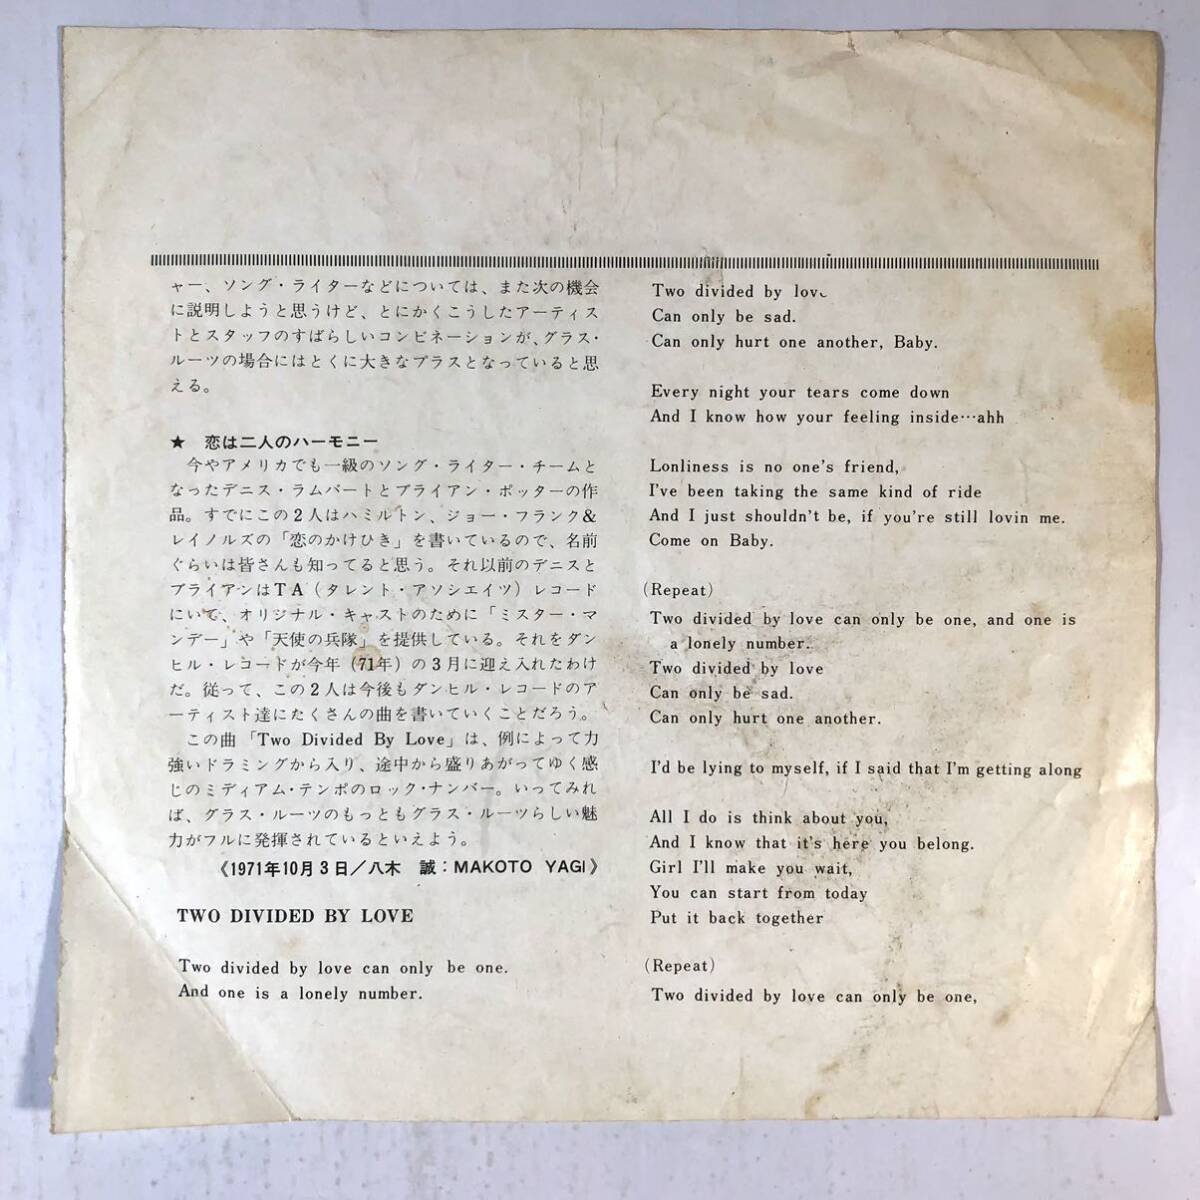 ャー、ソング・ライターなどについては、また次の機会
に説明しようと思うけど、とにかくこうしたアーティス
トとスタッフのすばらしいコンビネーションが、グラス・
ルーツの場合にはとくに大きなプラスとなっていると思
える。
★ 恋は二人のハーモニー
今やアメリカでも一級のソング・ライター・チームと
なったデニス・ラムバートとブライアン・ポッターの作
品。すでにこの2人はハミルトン、ジョー・フランク&
レイノルズの「恋のかけひき」を書いているので、名前
ぐらいは皆さんも知ってると思う。それ以前のデニスと
ブライアンはTA(タレント・アソシエイツ)レコード
にいて、オリジナル・キャストのために「ミスター・マ
ンデー」や「天使の兵隊」を提供している。それをダン
ヒル・レコードが今年(71年)の3月に迎え入れたわけ
だ。従って、この2人は今後もダンヒル・レコードのア
ーティスト達にたくさんの曲を書いていくことだろう。
この曲「Two Divided By Love」は、例によって力
強いドラミングから入り、途中から盛りあがってゆく感
じのミディアム・テンポのロック・ナンバー。いってみれ
ば、グラス・ルーツのもっともグラス・ルーツらしい魅
力がフルに発揮されているといえよう。
《1971年10月3日/八木 誠:MAKOTO YAGI》
TWO DIVIDED BY LOVE
Two divided by love can only be one.
And one is a lonely number.
Two divided by love
Can only be sad.
Can only hurt one another, Baby.
Every night your tears come down
And I know how your feeling inside…ahh
Lonliness is no one's friend,
I've been taking the same kind of ride
And I just shouldn't be, if you're still lovin me.
Come on Baby.
(Repeat)
Two divided by love can only be one, and one is
a lonely number.
Two divided by love
Can only be sad.
Can only hurt one another.
I'd be lying to myself, if I said that I'm getting along
All I do is think about you,
And I know that it's here you belong.
Girl I'll make you wait,
You can start from today
Put it back together
(Repeat)
Two divided by love can only be one,